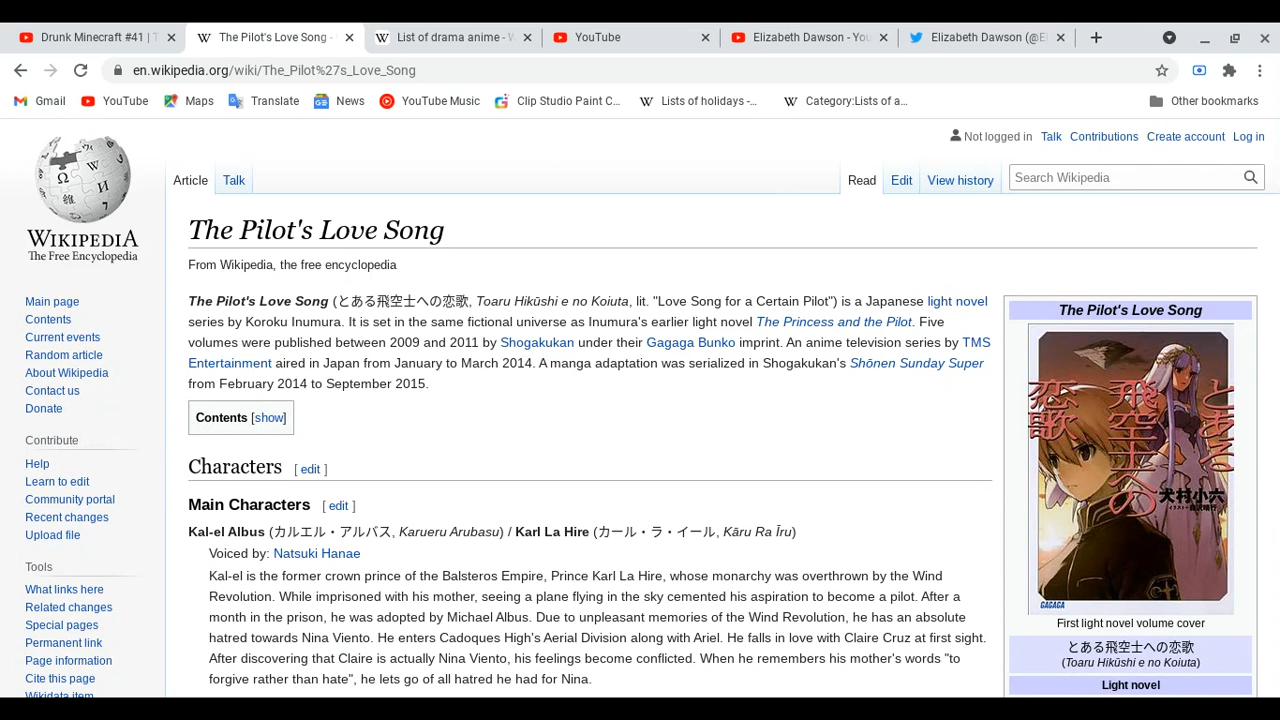 Drunk Minecraft #41 | T
The Pilot's Love Song -
List of drama anime - W
YouTube
Elizabeth Dawson - You
Elizabeth Dawson (@El
en.wikipedia.org/wiki/The_Pilot%27s_Love_Song
Gmail YouTube Maps Translate News YouTube Music Clip Studio Paint C... Lists of holidays -... Category:Lists of a... Other bookmarks
Not logged in Talk Contributions Create account Log in
Article Talk Read Edit View history Search Wikipedia
WIKIPEDIA
The Free Encyclopedia
Main page
Contents
Current events
Random article
About Wikipedia
Contact us
Donate
Contribute
Help
Learn to edit
Community portal
Recent changes
Upload file
Tools
What links here
Related changes
Special pages
Permanent link
Page information
Cite this page
Wikidata item
The Pilot's Love Song
From Wikipedia, the free encyclopedia
The Pilot's Love Song (とある飛空士への恋歌, Toaru Hikūshi e no Koiuta, lit. "Love Song for a Certain Pilot") is a Japanese light novel
series by Koroku Inumura. It is set in the same fictional universe as Inumura's earlier light novel The Princess and the Pilot. Five
volumes were published between 2009 and 2011 by Shogakukan under their Gagaga Bunko imprint. An anime television series by TMS
Entertainment aired in Japan from January to March 2014. A manga adaptation was serialized in Shogakukan's Shōnen Sunday Super
from February 2014 to September 2015.
Contents [show]
Characters [ edit ]
Main Characters [ edit ]
Kal-el Albus (カルエル・アルバス, Karueru Arubasu) / Karl La Hire (カール・ラ・イール, Kāru Ra Īru)
Voiced by: Natsuki Hanae
Kal-el is the former crown prince of the Balsteros Empire, Prince Karl La Hire, whose monarchy was overthrown by the Wind
Revolution. While imprisoned with his mother, seeing a plane flying in the sky cemented his aspiration to become a pilot. After a
month in the prison, he was adopted by Michael Albus. Due to unpleasant memories of the Wind Revolution, he has an absolute
hatred towards Nina Viento. He enters Cadoques High's Aerial Division along with Ariel. He falls in love with Claire Cruz at first sight.
After discovering that Claire is actually Nina Viento, his feelings become conflicted. When he remembers his mother's words "to
forgive rather than hate", he lets go of all hatred he had for Nina.
The Pilot's Love Song
とある
飛空士への
恋歌
犬村小六
GAGAGA
First light novel volume cover
とある飛空士への恋歌
(Toaru Hikūshi e no Koiuta)
Light novel